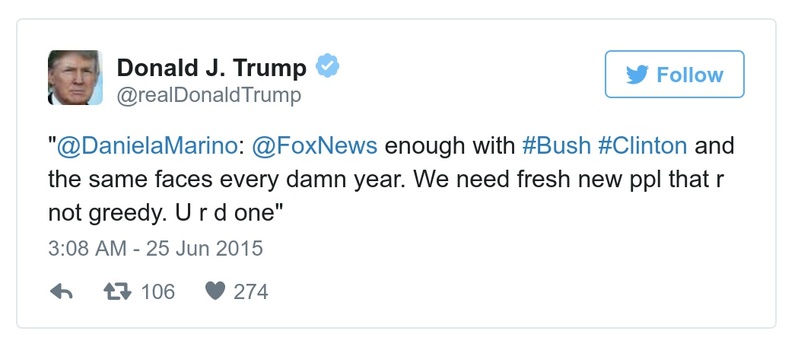 Donald J. Trump
@realDonaldTrump
Follow
"@DanielaMarino: @FoxNews enough with #Bush #Clinton and
the same faces every damn year. We need fresh new ppl that r
not greedy. U r d one"
3:08 AM - 25 Jun 2015
106 274